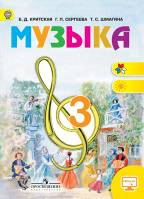 Е. Д. КРИТСКАЯ Г. П. СЕРГЕЕВА Т. С. ШМАГИНА
МУЗЫКА
3
ПРОСВЕЩЕНИЕ